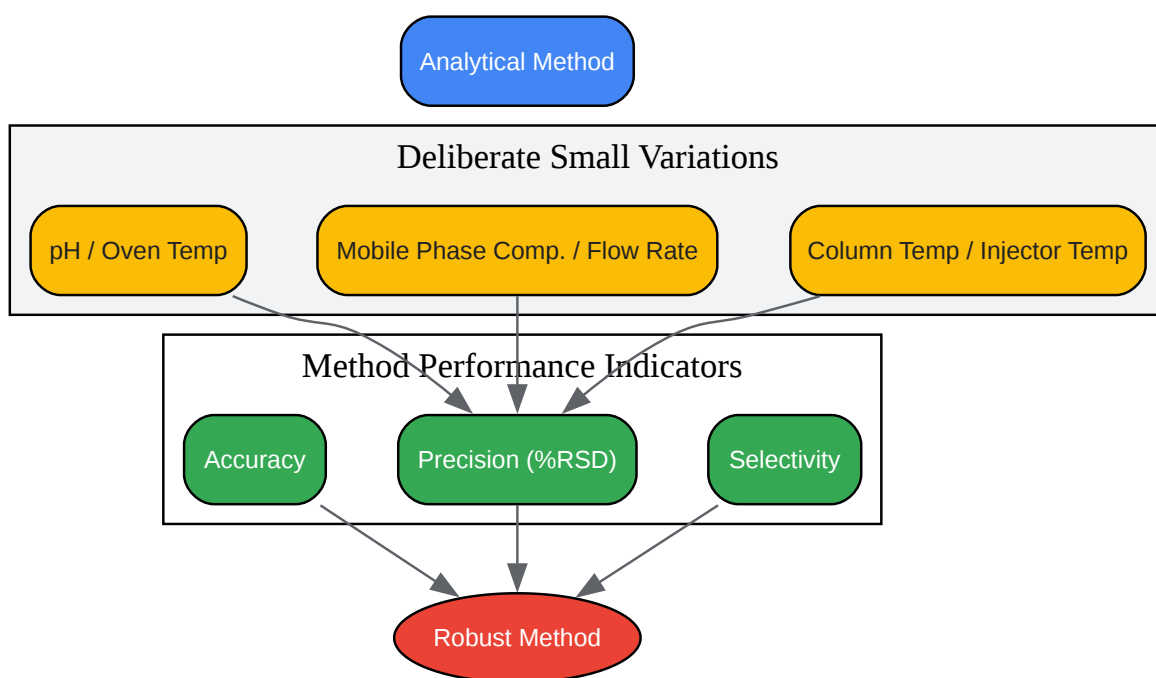 Analytical Method
Deliberate Small Variations
pH / Oven Temp
Mobile Phase Comp. / Flow Rate
Column Temp / Injector Temp
Method Performance Indicators
Accuracy
Precision (%RSD)
Selectivity
Robust Method